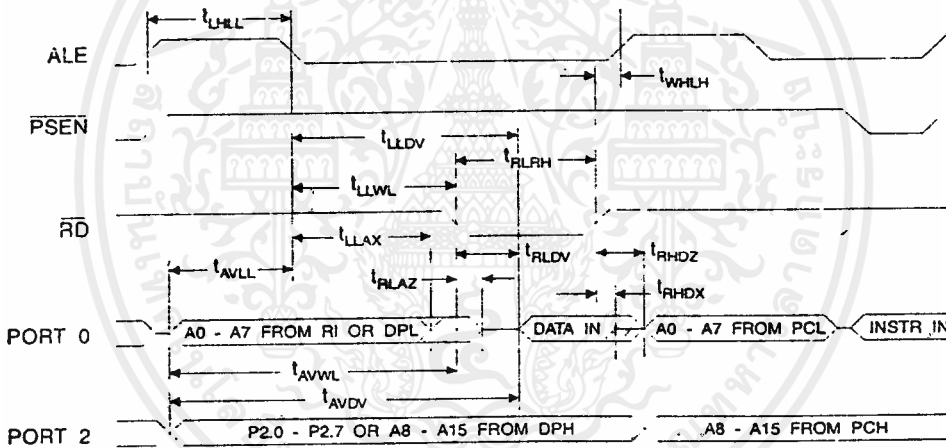 tLHLL
ALE
tWHLH
PSEN
tLLDV
tRLRH
tLLWL
RD
tLLAX
tRLDV
tRHDZ
tAVLL
tRLAZ
tRHDX
PORT 0
A0 - A7 FROM RI OR DPL
DATA IN
A0 - A7 FROM PCL
INSTR IN
tAVWL
tAVDV
PORT 2
P2.0 - P2.7 OR A8 - A15 FROM DPH
A8 - A15 FROM PCH